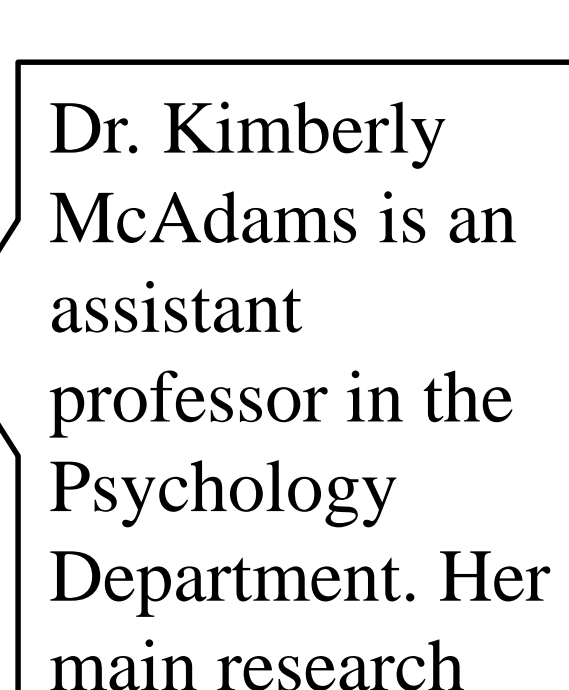 Dr. Kimberly
McAdams is an
assistant
professor in the
Psychology
Department. Her
main research